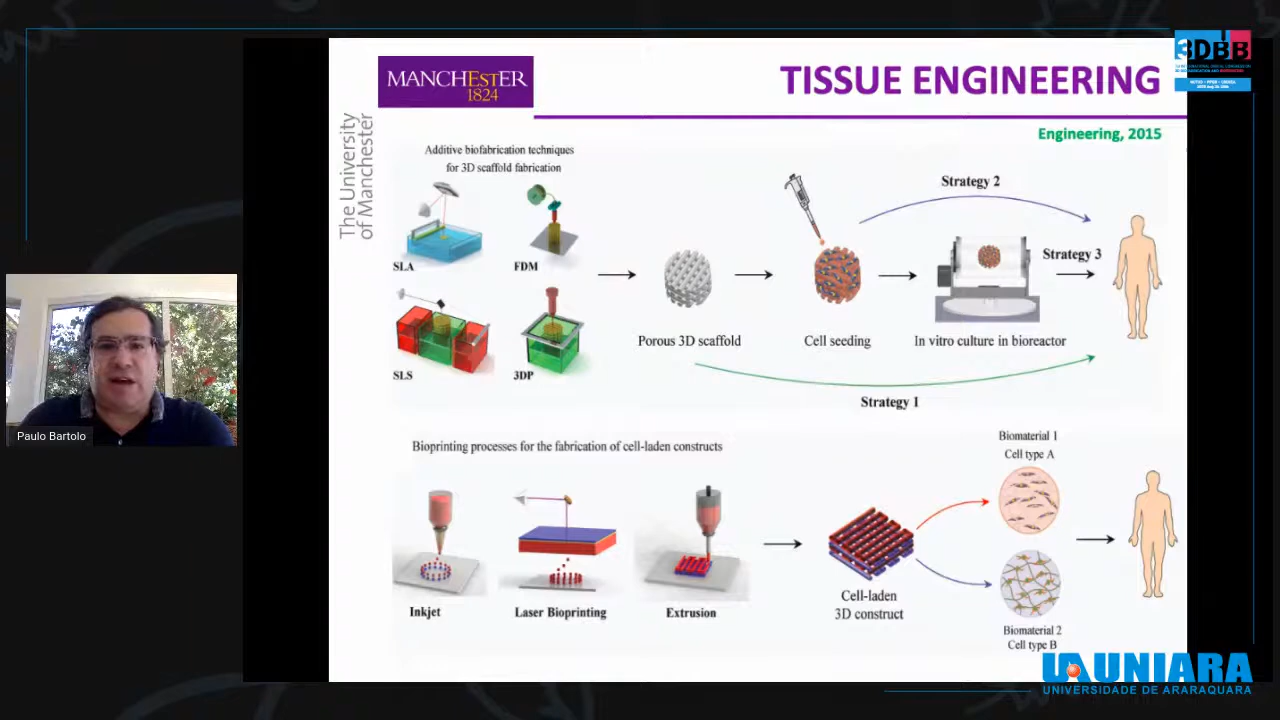 MANCHESTER
1824
The University
of Manchester
TISSUE ENGINEERING
3DBB
Engineering, 2015
Additive biofabrication techniques
for 3D scaffold fabrication
SLA
FDM
SLS
3DP
Porous 3D scaffold
Cell seeding
In vitro culture in bioreactor
Strategy 2
Strategy 3
Strategy 1
Paulo Bartolo
Bioprinting processes for the fabrication of cell-laden constructs
Inkjet
Laser Bioprinting
Extrusion
Cell-laden
3D construct
Biomaterial 1
Cell type A
Biomaterial 2
Cell type B
UNIARA
UNIVERSIDADE DE ARARAQUARA